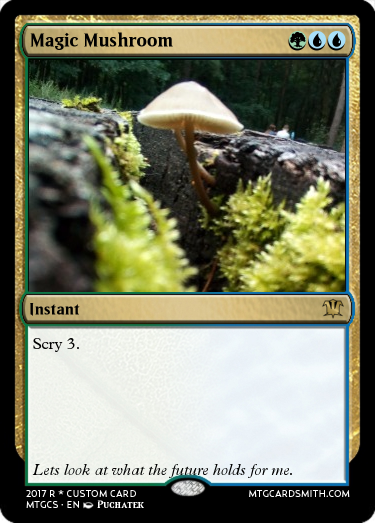 Magic Mushroom
Instant
Scry 3.
Lets look at what the future holds for me.
2017 R * CUSTOM CARD
MTGCARDSMITH.COM
MTGCS · EN PUCHATEK